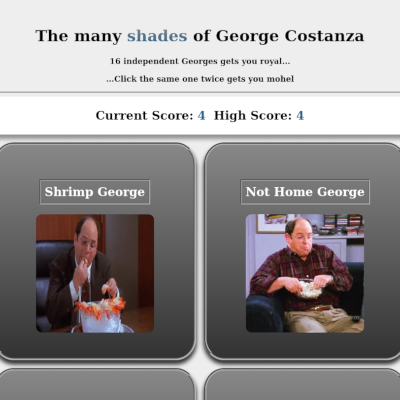 The many shades of George Costanza
16 independent Georges gets you royal...
...Click the same one twice gets you mohel
Current Score: 4 High Score: 4
Shrimp George
Not Home George